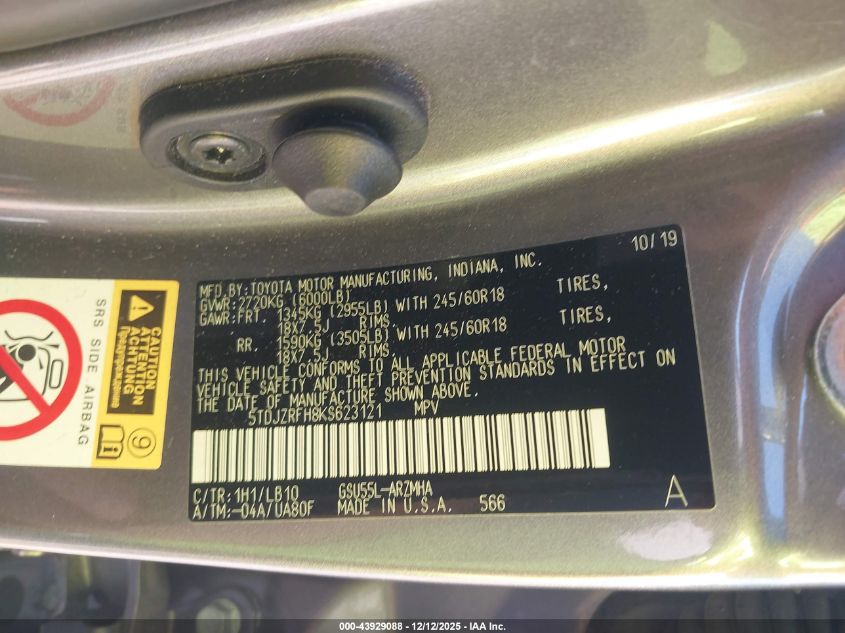 10/19
MFD.BY:TOYOTA MOTOR MANUFACTURING, INDIANA, INC.
GVWR:2720KG (6000LB)
GAWR:FRT. 1345KG (2955LB) WITH 245/60R18 TIRES,
18X7.5J RIMS,
RR. 1590KG (3505LB) WITH 245/60R18 TIRES,
18X7.5J RIMS.
THIS VEHICLE CONFORMS TO ALL APPLICABLE FEDERAL MOTOR
VEHICLE SAFETY AND THEFT PREVENTION STANDARDS IN EFFECT ON
THE DATE OF MANUFACTURE SHOWN ABOVE.
5TDJZRFH8KS623121 MPV
C/TR:1H1/LB10 GSU55L-ARZMHA
A/TM:-04A/UA80F MADE IN U.S.A. 566
A
SRS SIDE AIRBAG
CAUTION
ATTENTION
ACHTUNG
Предупреждение
9
000-43929088 - 12/12/2025 - IAA Inc.